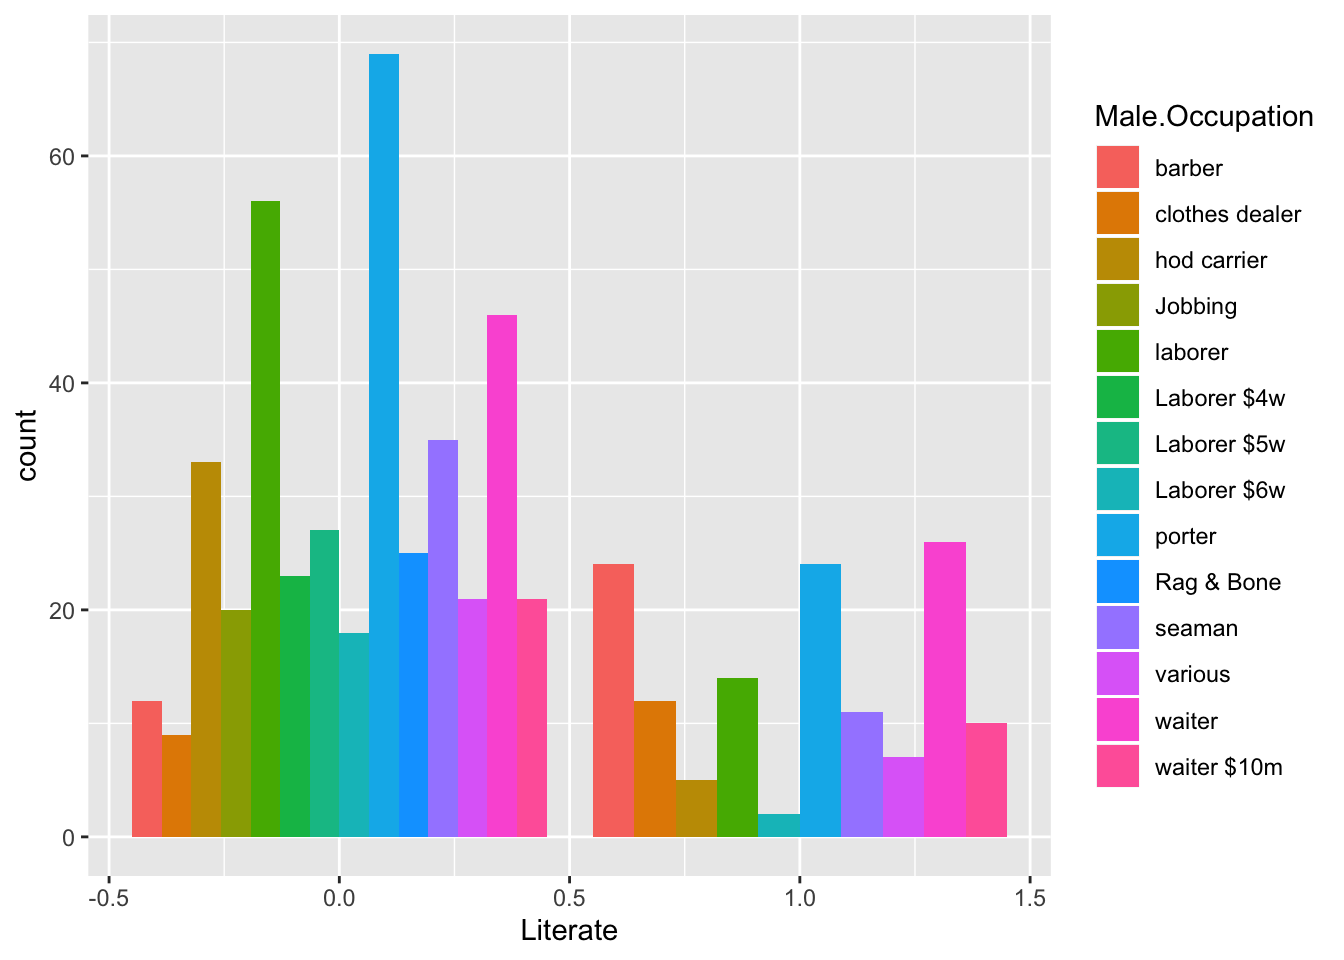 60
40
20
0
count
-0.5
0.0
0.5
1.0
1.5
Literate
Male.Occupation
barber
clothes dealer
hod carrier
Jobbing
laborer
Laborer $4w
Laborer $5w
Laborer $6w
porter
Rag & Bone
seaman
various
waiter
waiter $10m